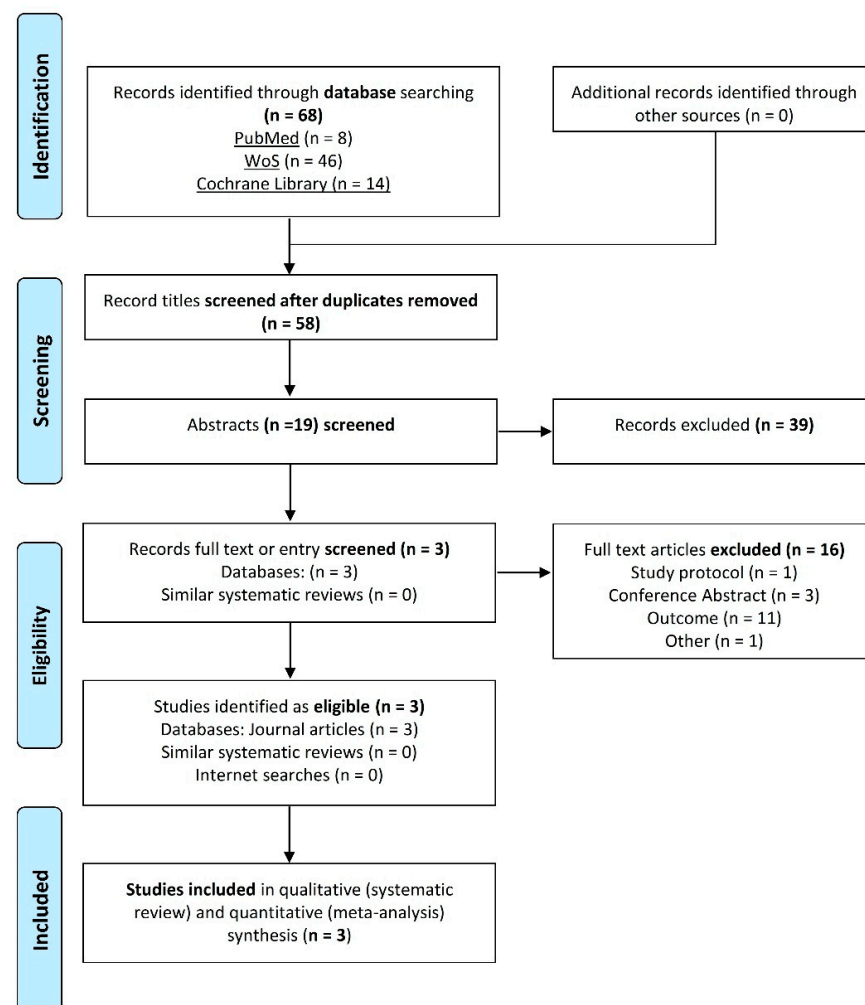 Identification
Records identified through database searching
(n = 68)
PubMed (n = 8)
WoS (n = 46)
Cochrane Library (n = 14)
Additional records identified through
other sources (n = 0)
Screening
Record titles screened after duplicates removed
(n = 58)
Abstracts (n =19) screened
Records excluded (n = 39)
Eligibility
Records full text or entry screened (n = 3)
Databases: (n = 3)
Similar systematic reviews (n = 0)
Full text articles excluded (n = 16)
Study protocol (n = 1)
Conference Abstract (n = 3)
Outcome (n = 11)
Other (n = 1)
Studies identified as eligible (n = 3)
Databases: Journal articles (n = 3)
Similar systematic reviews (n = 0)
Internet searches (n = 0)
Included
Studies included in qualitative (systematic
review) and quantitative (meta-analysis)
synthesis (n = 3)